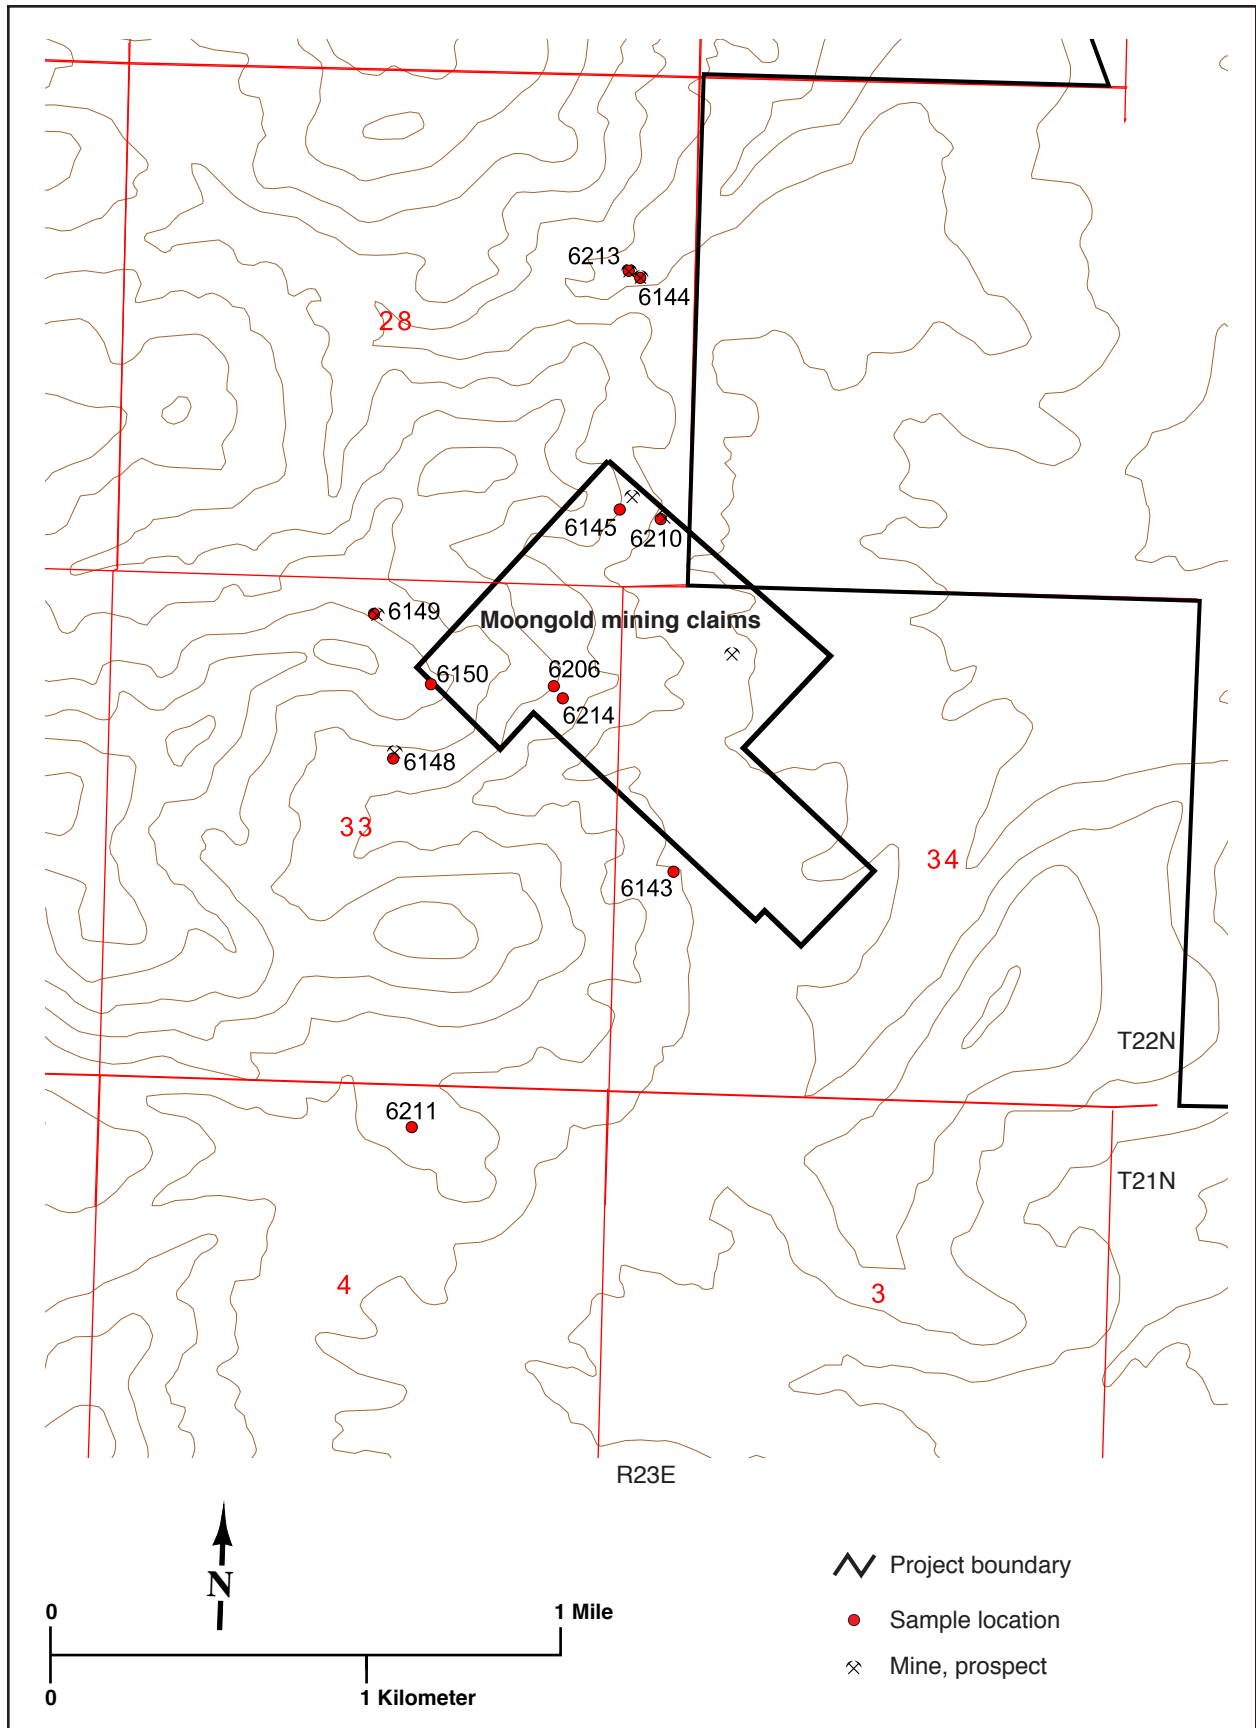 6213
6144
28
6145
6210
6149
Moongold mining claims
6150
6206
6214
6148
33
34
6143
T22N
6211
T21N
4
3
R23E
N
0
1 Mile
0
1 Kilometer
Project boundary
Sample location
Mine, prospect